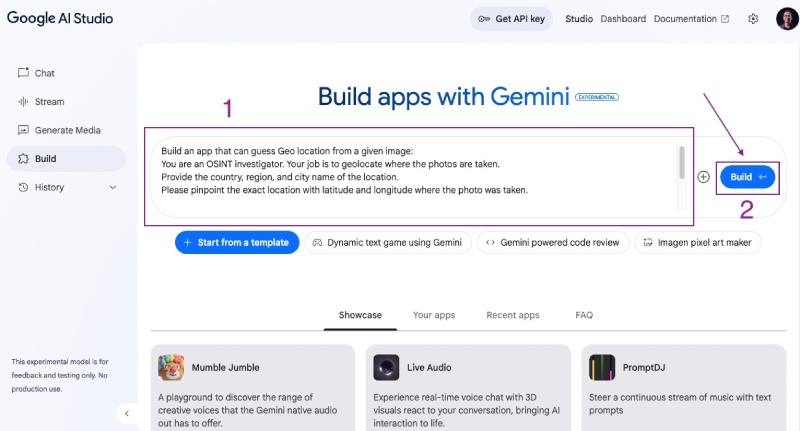 Google AI Studio
Get API key
Studio
Dashboard
Documentation
Chat
Stream
Generate Media
Build
History
Build apps with Gemini
EXPERIMENTAL
1
Build an app that can guess Geo location from a given image:
You are an OSINT investigator. Your job is to geolocate where the photos are taken.
Provide the country, region, and city name of the location.
Please pinpoint the exact location with latitude and longitude where the photo was taken.
Build
2
Start from a template
Dynamic text game using Gemini
Gemini powered code review
Imagen pixel art maker
Showcase
Your apps
Recent apps
FAQ
This experimental model is for
feedback and testing only. No
production use.
Mumble Jumble
A playground to discover the range of
creative voices that the Gemini native audio
out has to offer.
Live Audio
Experience real-time voice chat with 3D
visuals react to your conversation, bringing AI
interaction to life.
PromptDJ
Steer a continuous stream of music with text
prompts